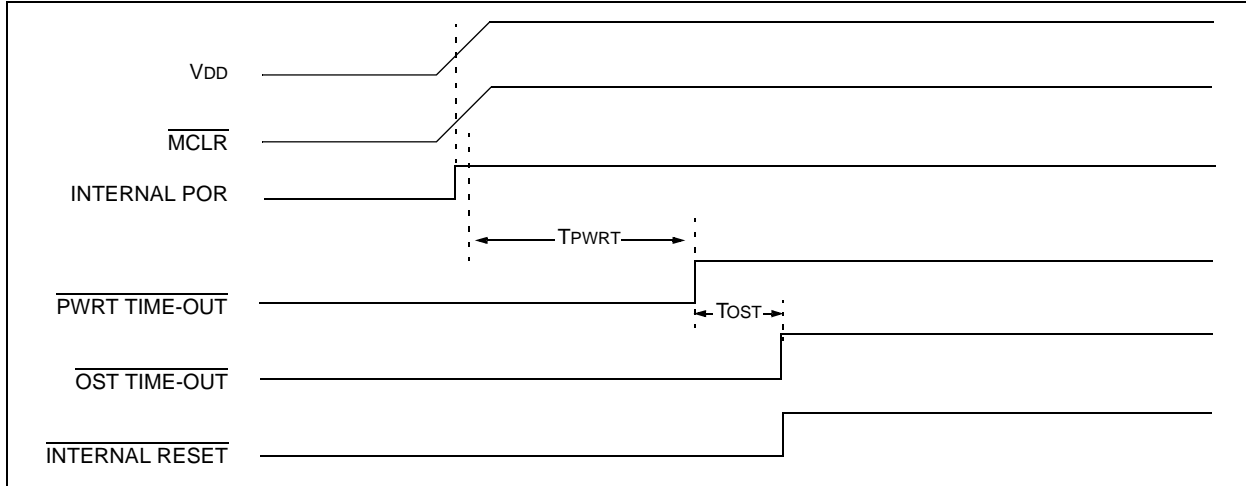 VDD
MCLR
INTERNAL POR
TPWRT
PWRT TIME-OUT
TOST
OST TIME-OUT
INTERNAL RESET